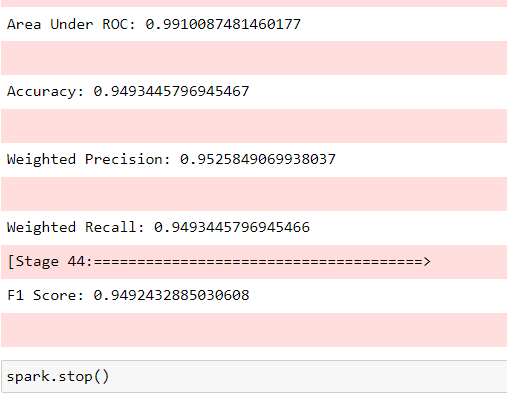 Area Under ROC: 0.9910087481460177
Accuracy: 0.9493445796945467
Weighted Precision: 0.9525849069938037
Weighted Recall: 0.9493445796945466
[Stage 44:======================================>
F1 Score: 0.9492432885030608
spark.stop()